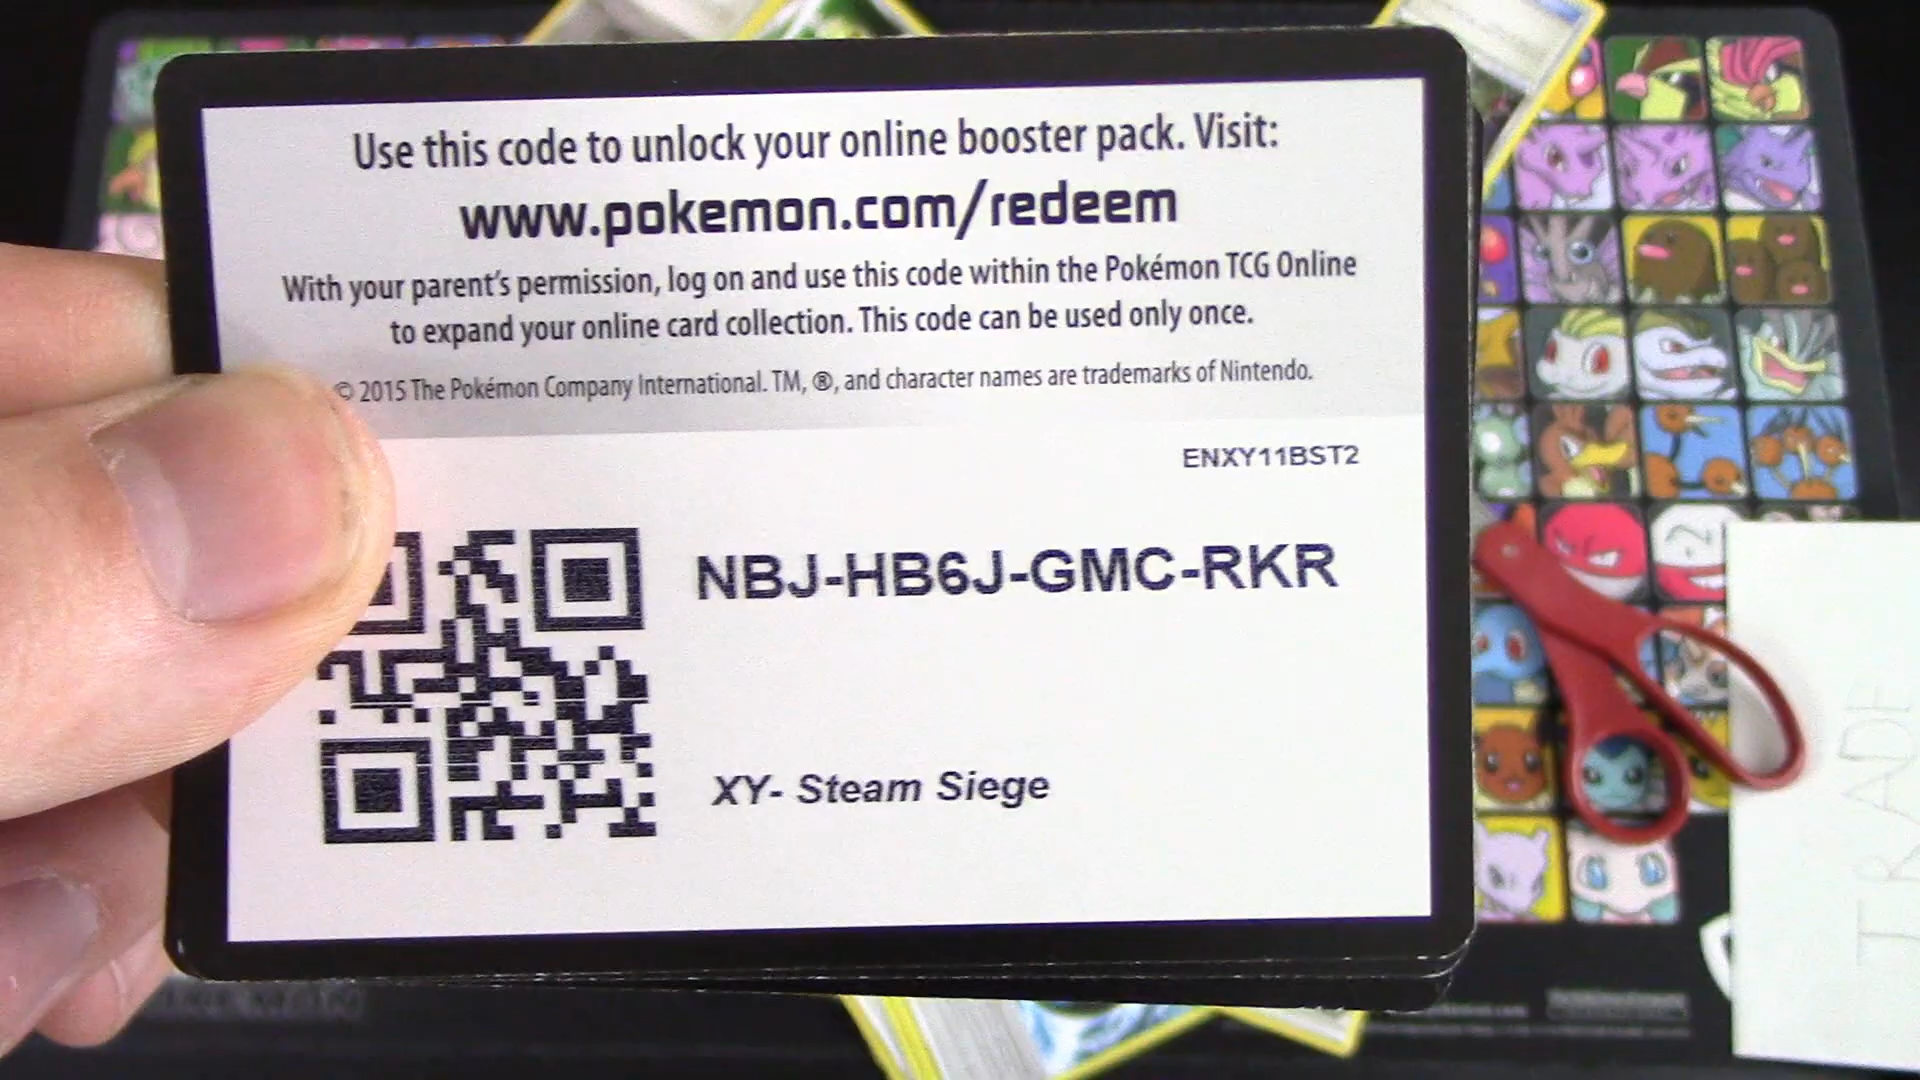 Use this code to unlock your online booster pack. Visit:
www.pokemon.com/redeem
With your parent's permission, log on and use this code within the Pokémon TCG Online
to expand your online card collection. This code can be used only once.
© 2015 The Pokémon Company International. TM, ®, and character names are trademarks of Nintendo.
ENXY11BST2
NBJ-HB6J-GMC-RKR
XY- Steam Siege
TRADE